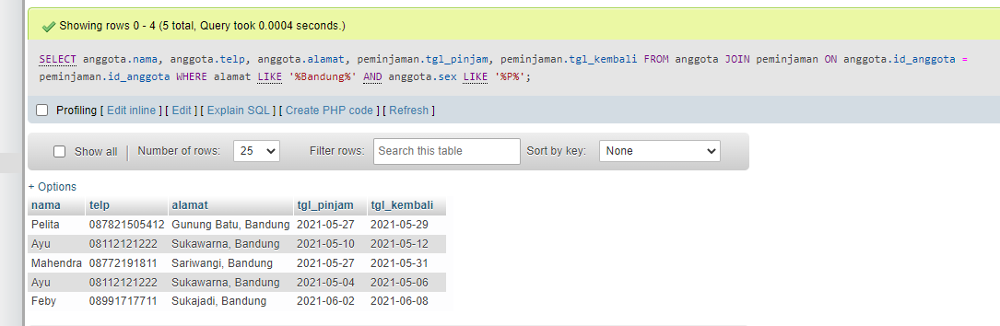 Showing rows 0 - 4 (5 total, Query took 0.0004 seconds.)
SELECT anggota.nama, anggota.telp, anggota.alamat, peminjaman.tgl_pinjam, peminjaman.tgl_kembali FROM anggota JOIN peminjaman ON anggota.id_anggota =
peminjaman.id_anggota WHERE alamat LIKE '%Bandung%' AND anggota.sex LIKE '%P%';
Profiling [ Edit inline ] [ Edit ] [ Explain SQL ] [ Create PHP code ] [ Refresh ]
Show all Number of rows: 25 Filter rows: Search this table Sort by key: None
+ Options
nama telp alamat tgl_pinjam tgl_kembali
Pelita 087821505412 Gunung Batu, Bandung 2021-05-27 2021-05-29
Ayu 08112121222 Sukawarna, Bandung 2021-05-10 2021-05-12
Mahendra 08772191811 Sariwangi, Bandung 2021-05-27 2021-05-31
Ayu 08112121222 Sukawarna, Bandung 2021-05-04 2021-05-06
Feby 08991717711 Sukajadi, Bandung 2021-06-02 2021-06-08